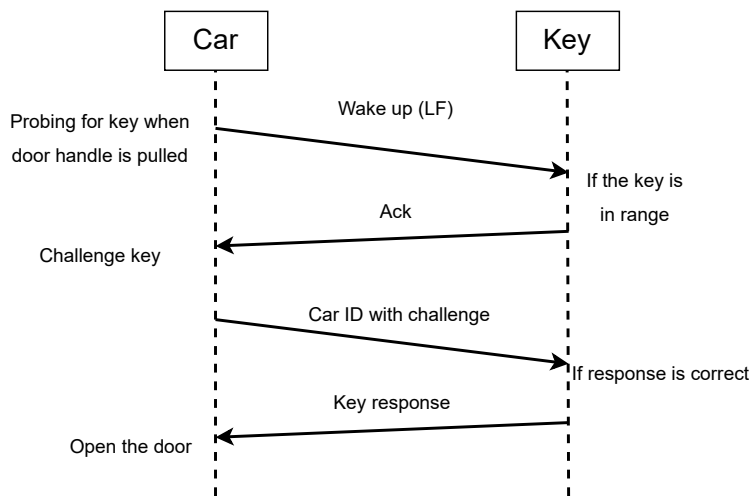 Car
Key
Wake up (LF)
Probing for key when
door handle is pulled
If the key is
in range
Ack
Challenge key
Car ID with challenge
If response is correct
Key response
Open the door